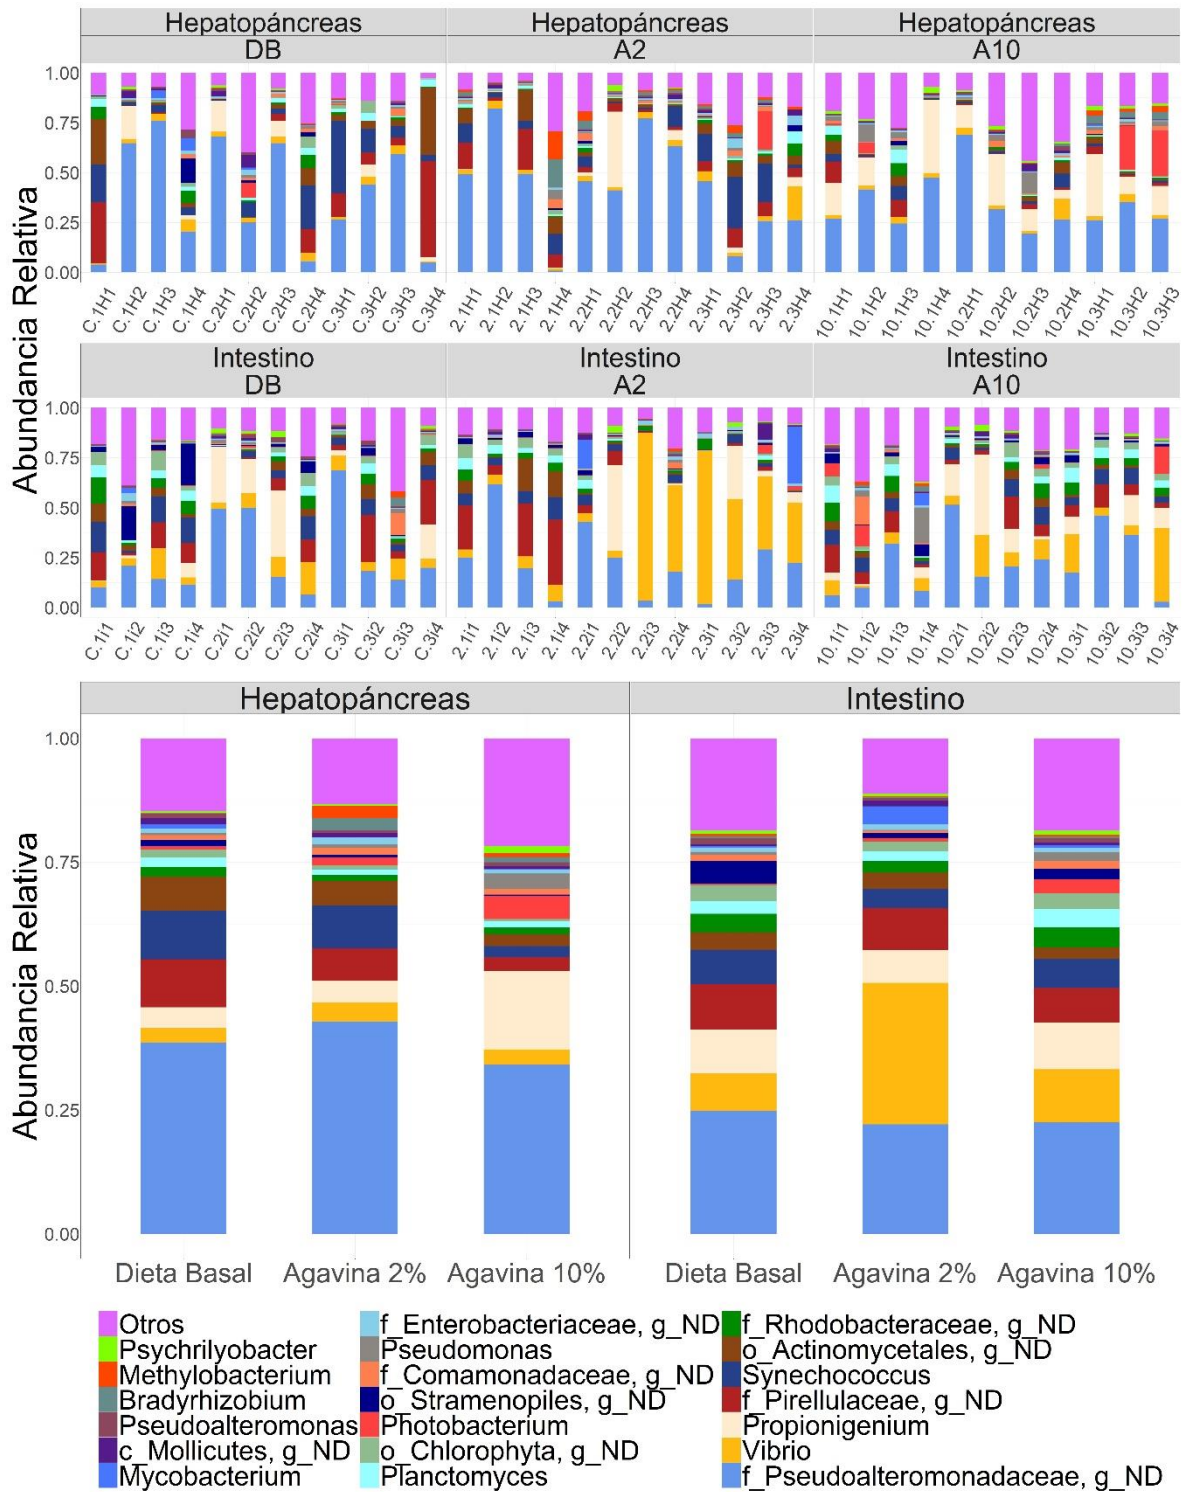 Hepatopáncreas Hepatopáncreas Hepatopáncreas
DB A2 A10
1.00
0.75
0.50
0.25
0.00
C.1H1 C.1H2 C.1H3 C.1H4 C.2H1 C.2H2 C.2H3 C.2H4 C.3H1 C.3H2 C.3H3 C.3H4 2.1H1 2.1H2 2.1H3 2.1H4 2.2H1 2.2H2 2.2H3 2.2H4 2.3H1 2.3H2 2.3H3 2.3H4 10.1H1 10.1H2 10.1H3 10.1H4 10.2H1 10.2H2 10.2H3 10.2H4 10.3H1 10.3H2 10.3H3
Abundancia Relativa
Intestino Intestino Intestino
DB A2 A10
1.00
0.75
0.50
0.25
0.00
C.1i1 C.1i2 C.1i3 C.1i4 C.2i1 C.2i2 C.2i3 C.2i4 C.3i1 C.3i2 C.3i3 C.3i4 2.1i1 2.1i2 2.1i3 2.1i4 2.2i1 2.2i2 2.2i3 2.2i4 2.3i1 2.3i2 2.3i3 2.3i4 10.1i1 10.1i2 10.1i3 10.1i4 10.2i1 10.2i2 10.2i3 10.2i4 10.3i1 10.3i2 10.3i3 10.3i4
Hepatopáncreas Intestino
1.00
0.75
0.50
0.25
0.00
Abundancia Relativa
Dieta Basal Agavina 2% Agavina 10% Dieta Basal Agavina 2% Agavina 10%
Otros f_Enterobacteriaceae, g_ND f_Rhodobacteraceae, g_ND
Psychrilyobacter Pseudomonas o_Actinomycetales, g_ND
Methylobacterium f_Comamonadaceae, g_ND Synechococcus
Bradyrhizobium o_Stramenopiles, g_ND f_Pirellulaceae, g_ND
Pseudoalteromonas Photobacterium Propionigenium
c_Mollicutes, g_ND o_Chlorophyta, g_ND Vibrio
Mycobacterium Planctomyces f_Pseudoalteromonadaceae, g_ND